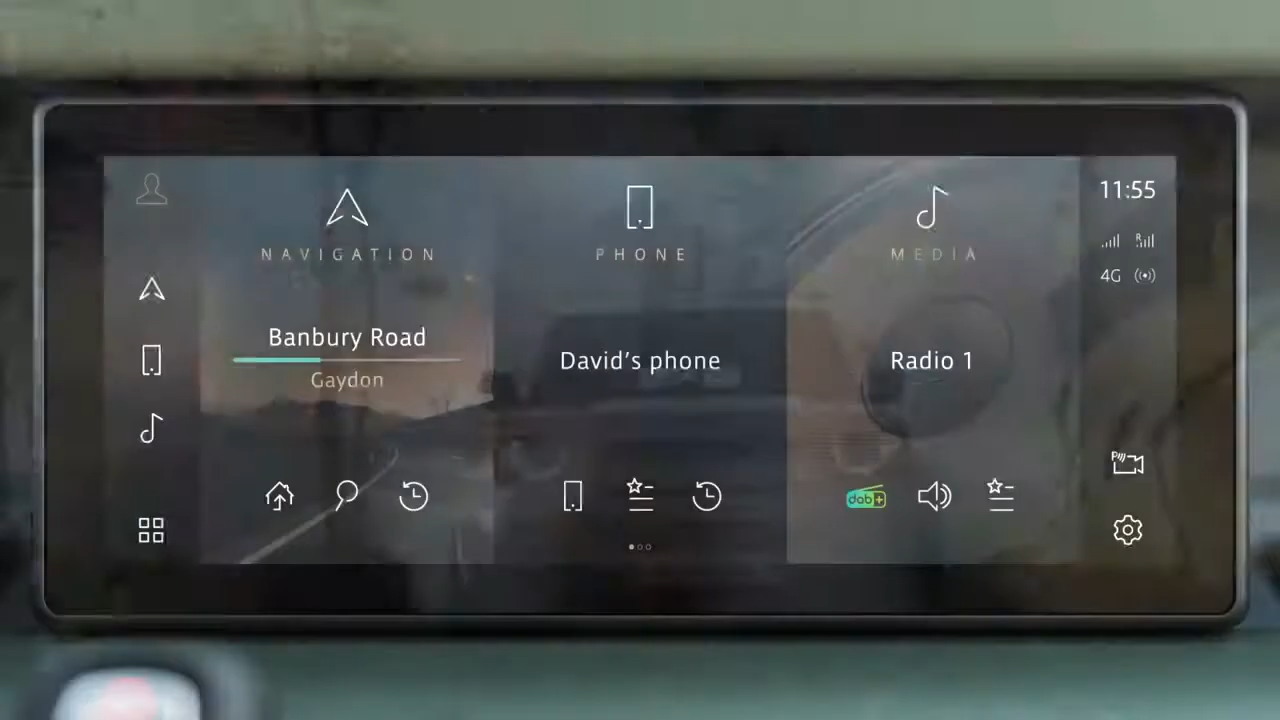 NAVIGATION
Banbury Road
Gaydon
PHONE
David's phone
MEDIA
Radio 1
dab+
11:55
R
4G
P